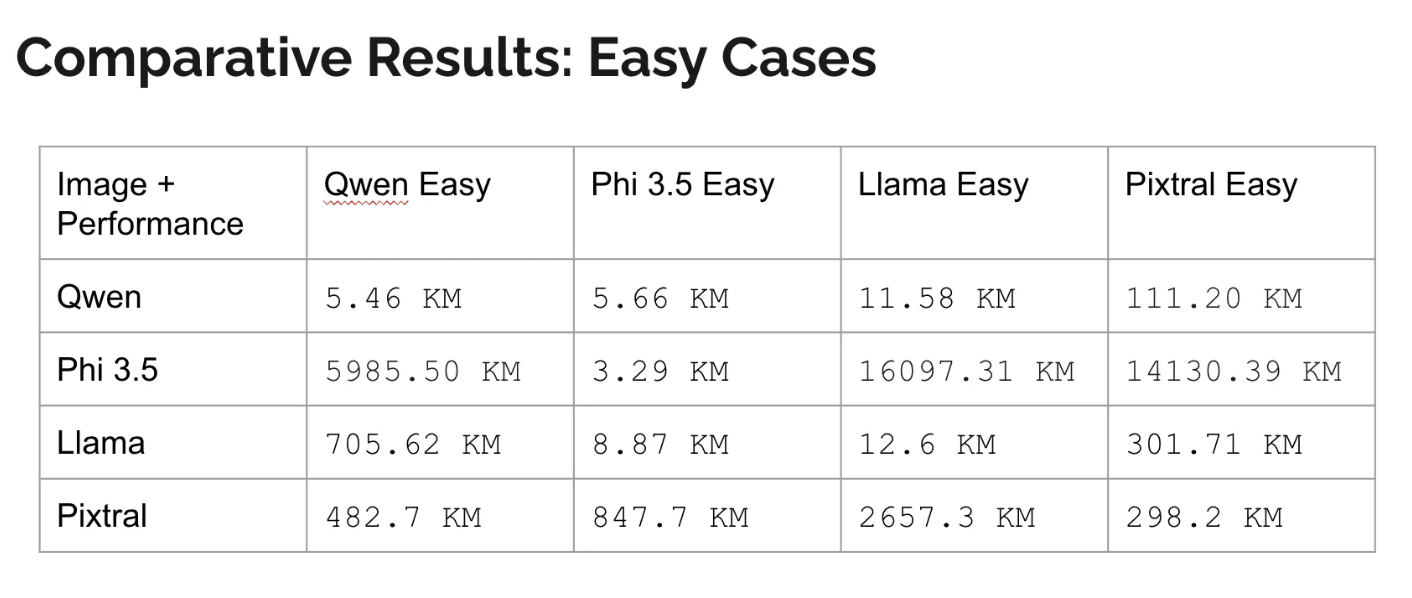 Comparative Results: Easy Cases
Image +
Performance
Qwen Easy
Phi 3.5 Easy
Llama Easy
Pixtral Easy
Qwen
5.46 KM
5.66 KM
11.58 KM
111.20 KM
Phi 3.5
5985.50 KM
3.29 KM
16097.31 KM
14130.39 KM
Llama
705.62 KM
8.87 KM
12.6 KM
301.71 KM
Pixtral
482.7 KM
847.7 KM
2657.3 KM
298.2 KM